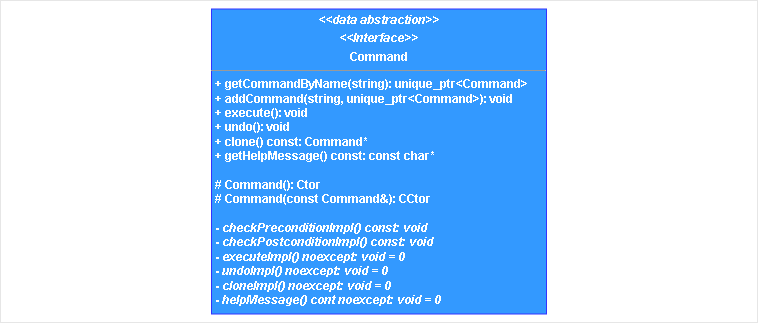 <<data abstraction>>
<<Interface>>
Command
+ getCommandByName(string): unique_ptr<Command>
+ addCommand(string, unique_ptr<Command>): void
+ execute(): void
+ undo(): void
+ clone() const: Command*
+ getHelpMessage() const: const char*
# Command(): Ctor
# Command(const Command&): CCtor
- checkPreconditionImpl() const: void
- checkPostconditionImpl() const: void
- executeImpl() noexcept: void = 0
- undoImpl() noexcept: void = 0
- cloneImpl() noexcept: void = 0
- helpMessage() cont noexcept: void = 0